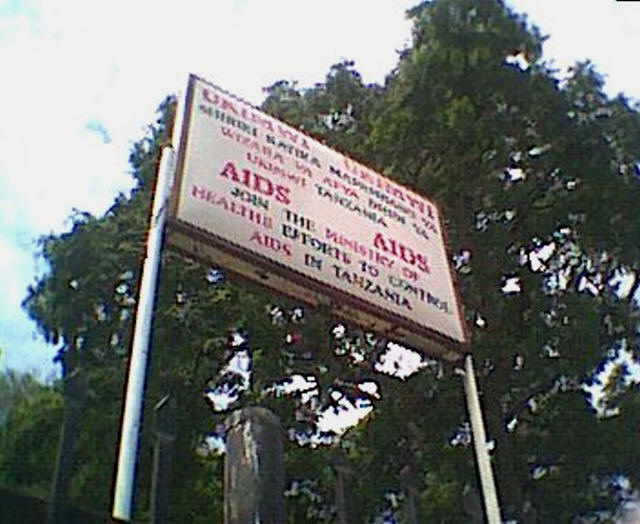 UKIMWI UKIMWI
SHIRIKI KATIKA MAPAMBANO YA
WIZARA YA AFYA DHIDI YA
UKIMWI TANZANIA
AIDS AIDS
JOIN THE MINISTRY OF
HEALTHS EFFORTS TO CONTROL
AIDS IN TANZANIA